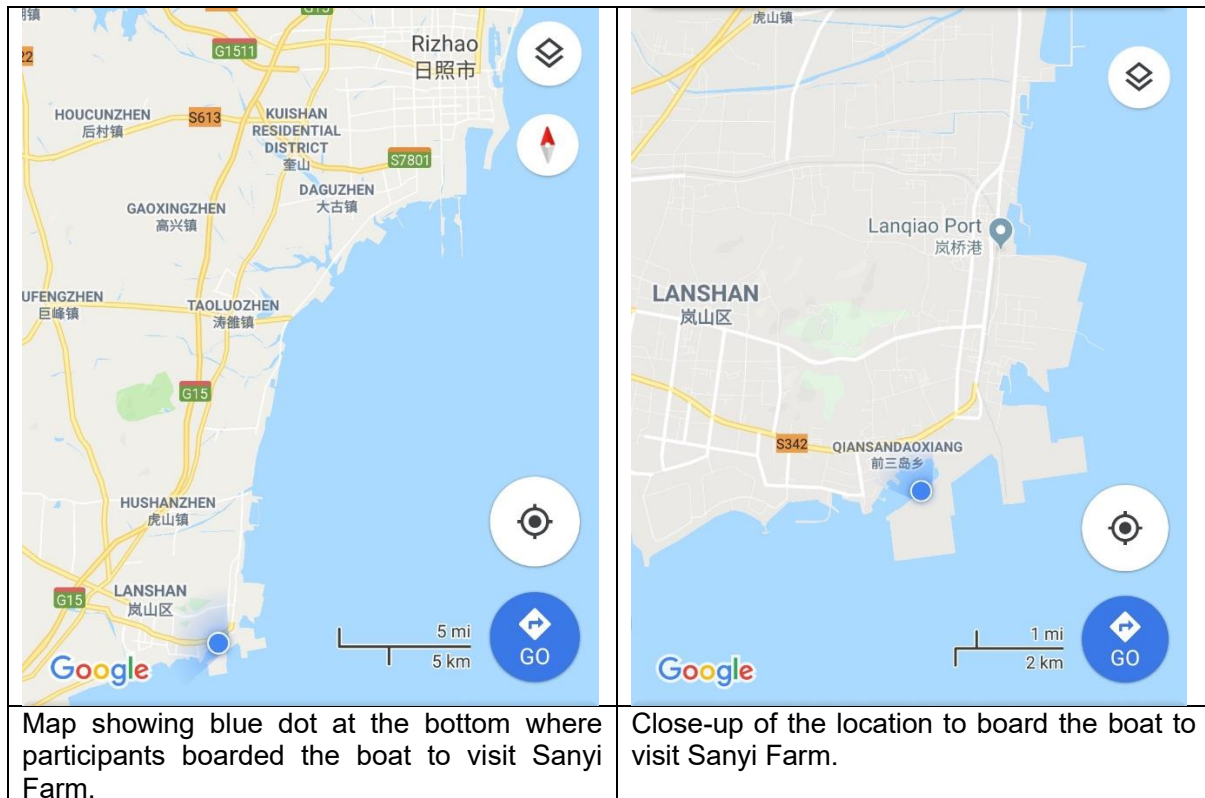 G15
G1511
Rizhao
日照市
22
HOUCUNZHEN
后村镇
S613
KUISHAN
RESIDENTIAL
DISTRICT
奎山
S7801
DAGUZHEN
大古镇
GAOXINGZHEN
高兴镇
UFENGZHEN
巨峰镇
TAOLUOZHEN
涛雒镇
G15
HUSHANZHEN
虎山镇
LANSHAN
岚山区
G15
5 mi
5 km
GO
Google
虎山镇
Lanqiao Port
岚桥港
LANSHAN
岚山区
S342
QIANSANDAOXIANG
前三岛乡
1 mi
2 km
GO
Google
Map showing blue dot at the bottom where
participants boarded the boat to visit Sanyi
Farm.
Close-up of the location to board the boat to
visit Sanyi Farm.